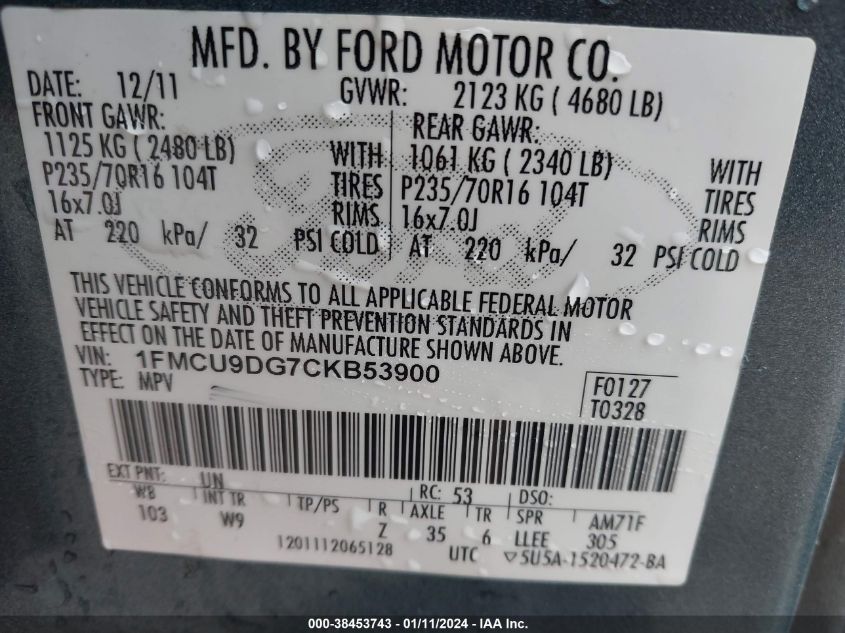 MFD. BY FORD MOTOR CO.
DATE: 12/11 GVWR: 2123 KG ( 4680 LB)
FRONT GAWR: REAR GAWR:
1125 KG ( 2480 LB) WITH 1061 KG ( 2340 LB) WITH
P235/70R16 104T TIRES P235/70R16 104T TIRES
16x7.0J RIMS 16x7.0J RIMS
AT 220 kPa/ 32 PSI COLD AT 220 kPa/ 32 PSI COLD
Ford
THIS VEHICLE CONFORMS TO ALL APPLICABLE FEDERAL MOTOR
VEHICLE SAFETY AND THEFT PREVENTION STANDARDS IN
EFFECT ON THE DATE OF MANUFACTURE SHOWN ABOVE.
VIN: 1FMCU9DG7CKB53900
TYPE: MPV
F0127
T0328
EXT PNT: UN RC: 53 DSO:
WB INT TR TP/PS R AXLE TR SPR AM71F
103 W9 Z 35 6 LLEE 305
1201112065128 UTC ▽5U5A-1520472-BA
000-38453743 - 01/11/2024 - IAA Inc.